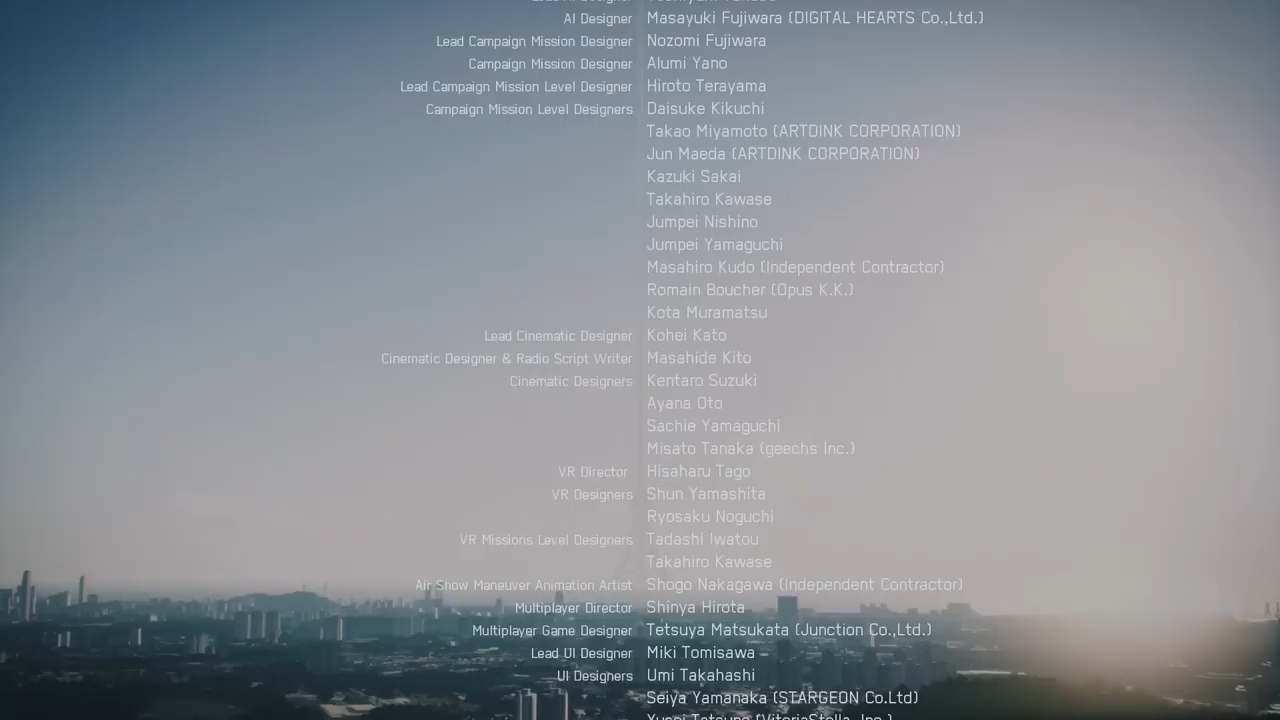 AI Designer Masayuki Fujiwara (DIGITAL HEARTS Co.,Ltd.)
Lead Campaign Mission Designer Nozomi Fujiwara
Campaign Mission Designer Alumi Yano
Lead Campaign Mission Level Designer Hiroto Terayama
Campaign Mission Level Designers Daisuke Kikuchi
Takao Miyamoto (ARTDINK CORPORATION)
Jun Maeda (ARTDINK CORPORATION)
Kazuki Sakai
Takahiro Kawase
Jumpei Nishino
Jumpei Yamaguchi
Masahiro Kudo (Independent Contractor)
Romain Boucher (Opus K.K.)
Kota Muramatsu
Lead Cinematic Designer Kohei Kato
Cinematic Designer & Radio Script Writer Masahide Kito
Cinematic Designers Kentaro Suzuki
Ayana Oto
Sachie Yamaguchi
Misato Tanaka (geechs Inc.)
VR Director Hisaharu Tago
VR Designers Shun Yamashita
Ryosaku Noguchi
VR Missions Level Designers Tadashi Iwatou
Takahiro Kawase
Air Show Maneuver Animation Artist Shogo Nakagawa (Independent Contractor)
Multiplayer Director Shinya Hirota
Multiplayer Game Designer Tetsuya Matsukata (Junction Co.,Ltd.)
Lead UI Designer Miki Tomisawa
UI Designers Umi Takahashi
Seiya Yamanaka (STARGEON Co.Ltd)